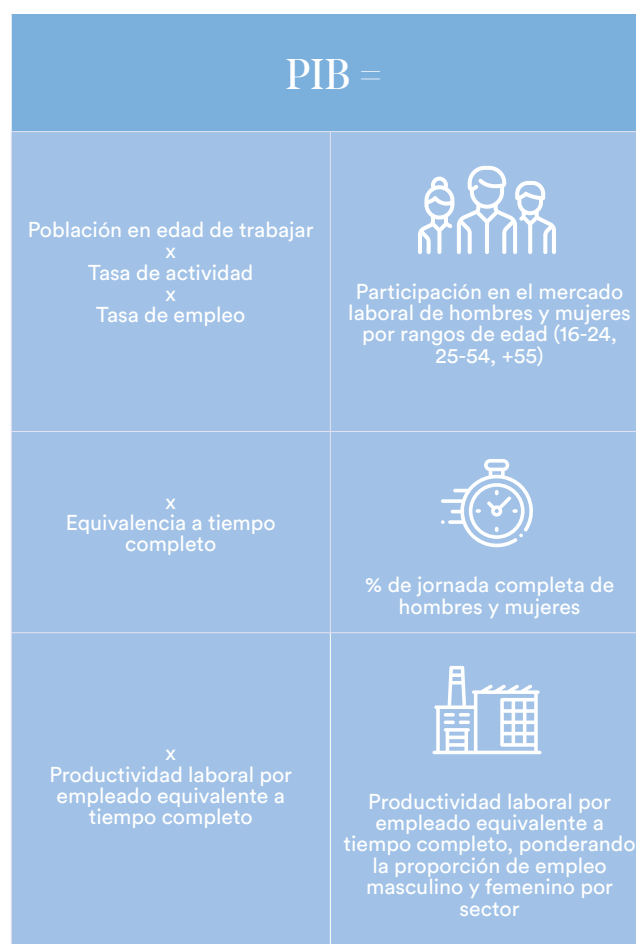 PIB =
Población en edad de trabajar
x
Tasa de actividad
x
Tasa de empleo
Participación en el mercado
laboral de hombres y mujeres
por rangos de edad (16-24,
25-54, +55)
x
Equivalencia a tiempo
completo
% de jornada completa de
hombres y mujeres
x
Productividad laboral por
empleado equivalente a
tiempo completo
Productividad laboral por
empleado equivalente a
tiempo completo, ponderando
la proporción de empleo
masculino y femenino por
sector